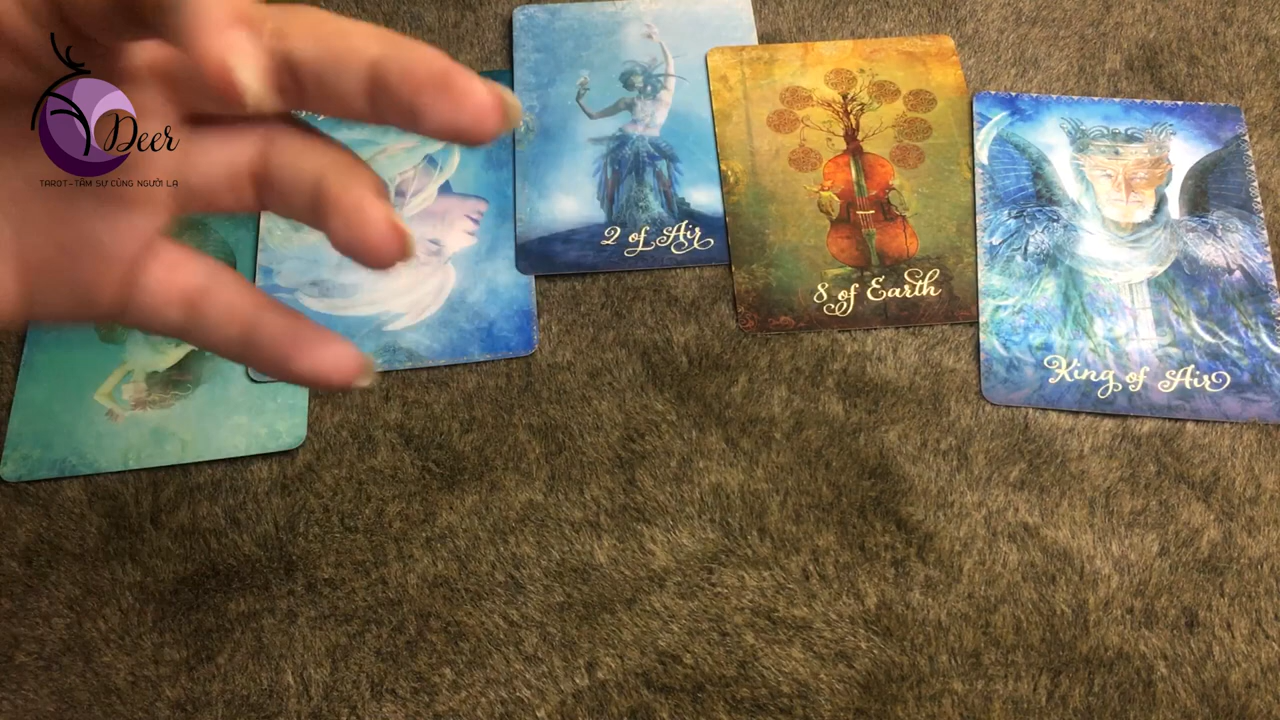 Deer
TAROT-TÂM SỰ CÙNG NGƯỜI LẠ
2 of Air
8 of Earth
King of Air